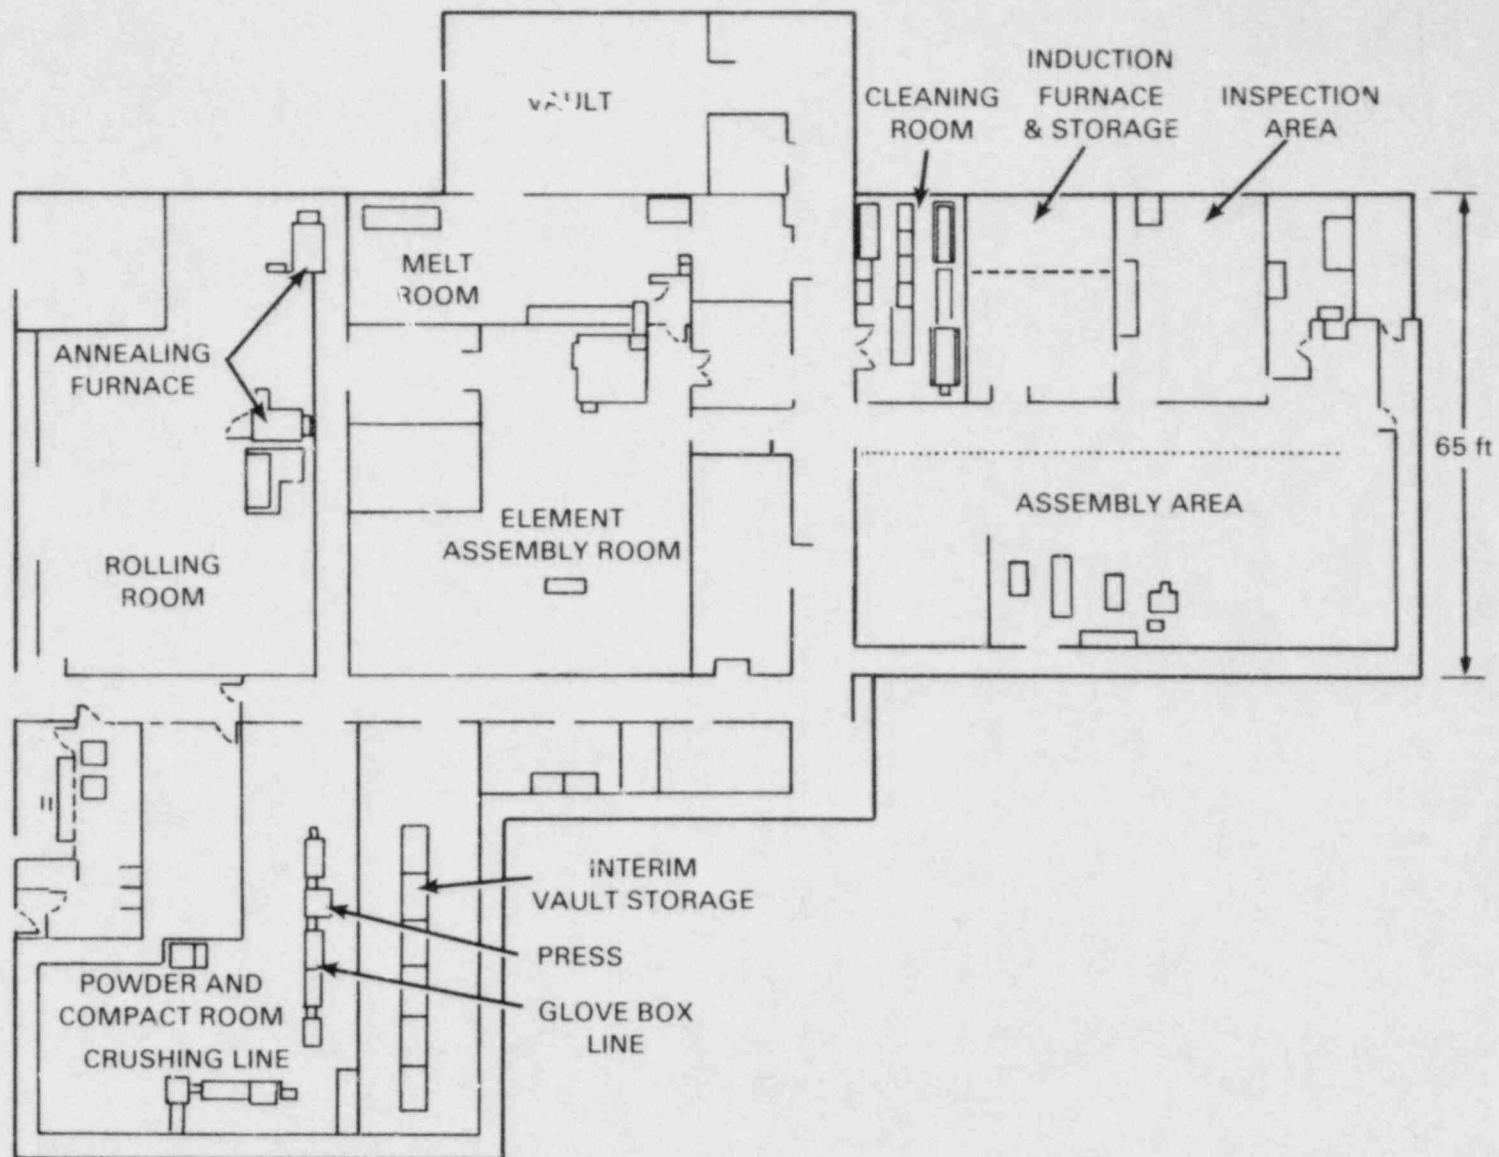 VAULT
CLEANING
ROOM
INDUCTION
FURNACE
& STORAGE
INSPECTION
AREA
MELT
ROOM
ANNEALING
FURNACE
65 ft
ASSEMBLY AREA
ELEMENT
ASSEMBLY ROOM
ROLLING
ROOM
INTERIM
VAULT STORAGE
PRESS
GLOVE BOX
LINE
POWDER AND
COMPACT ROOM
CRUSHING LINE